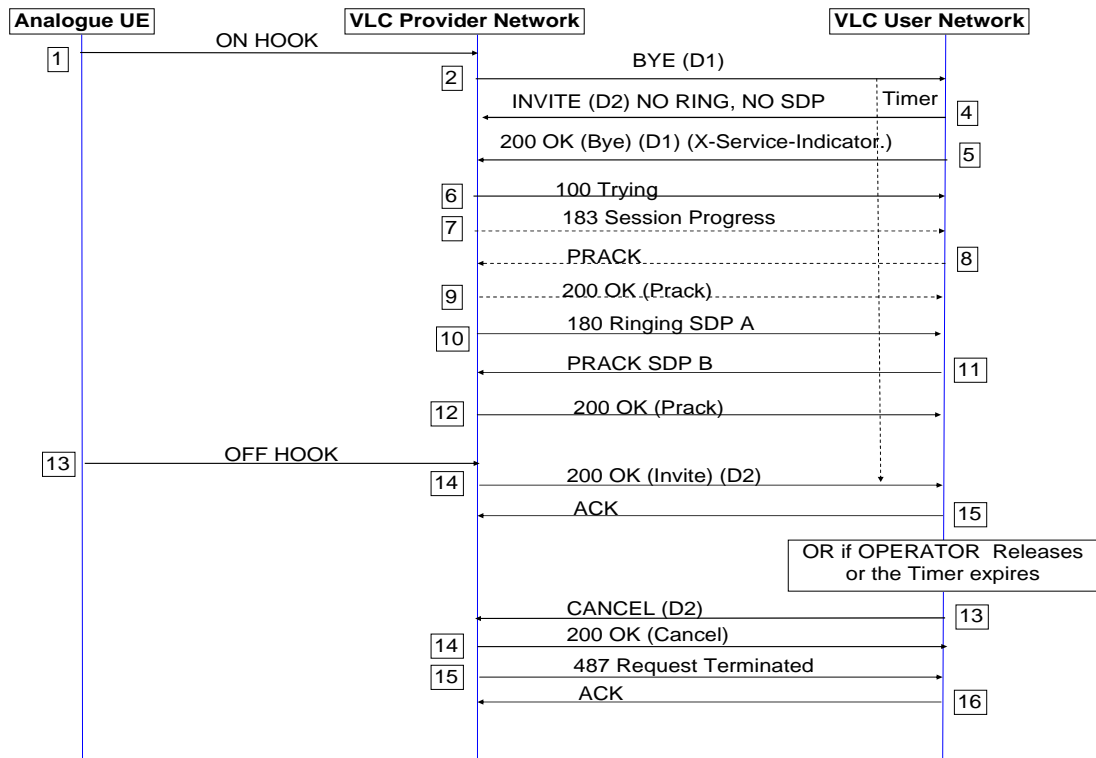 Analogue UE VLC Provider Network VLC User Network
ON HOOK
1
BYE (D1)
2
INVITE (D2) NO RING, NO SDP Timer
4
200 OK (Bye) (D1) (X-Service-Indicator.)
5
6 100 Trying
7 183 Session Progress
PRACK 8
9 200 OK (Prack)
10 180 Ringing SDP A
PRACK SDP B 11
12 200 OK (Prack)
13 OFF HOOK
14 200 OK (Invite) (D2)
ACK 15
OR if OPERATOR Releases
or the Timer expires
CANCEL (D2) 13
14 200 OK (Cancel)
15 487 Request Terminated
ACK 16